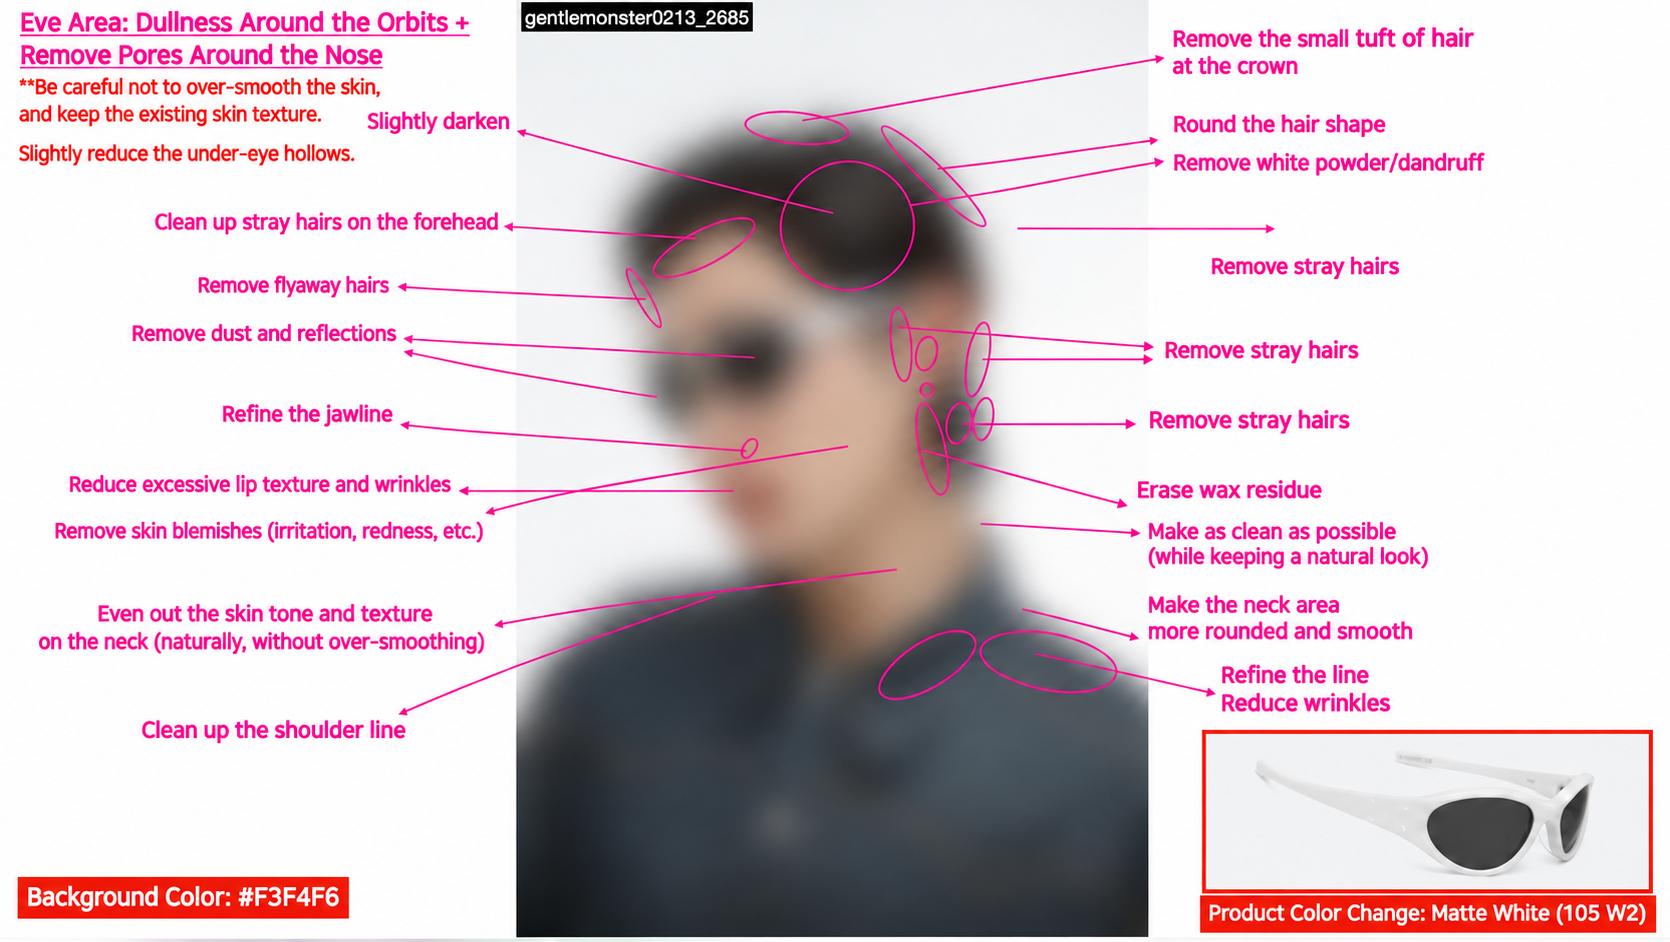 Eve Area: Dullness Around the Orbits +
Remove Pores Around the Nose
**Be careful not to over-smooth the skin,
and keep the existing skin texture.
Slightly reduce the under-eye hollows.
gentlemonster0213_2685
Slightly darken
Clean up stray hairs on the forehead
Remove flyaway hairs
Remove dust and reflections
Refine the jawline
Reduce excessive lip texture and wrinkles
Remove skin blemishes (irritation, redness, etc.)
Even out the skin tone and texture
on the neck (naturally, without over-smoothing)
Clean up the shoulder line
Background Color: #F3F4F6
Remove the small tuft of hair
at the crown
Round the hair shape
Remove white powder/dandruff
Remove stray hairs
Remove stray hairs
Remove stray hairs
Erase wax residue
Make as clean as possible
(while keeping a natural look)
Make the neck area
more rounded and smooth
Refine the line
Reduce wrinkles
Product Color Change: Matte White (105 W2)